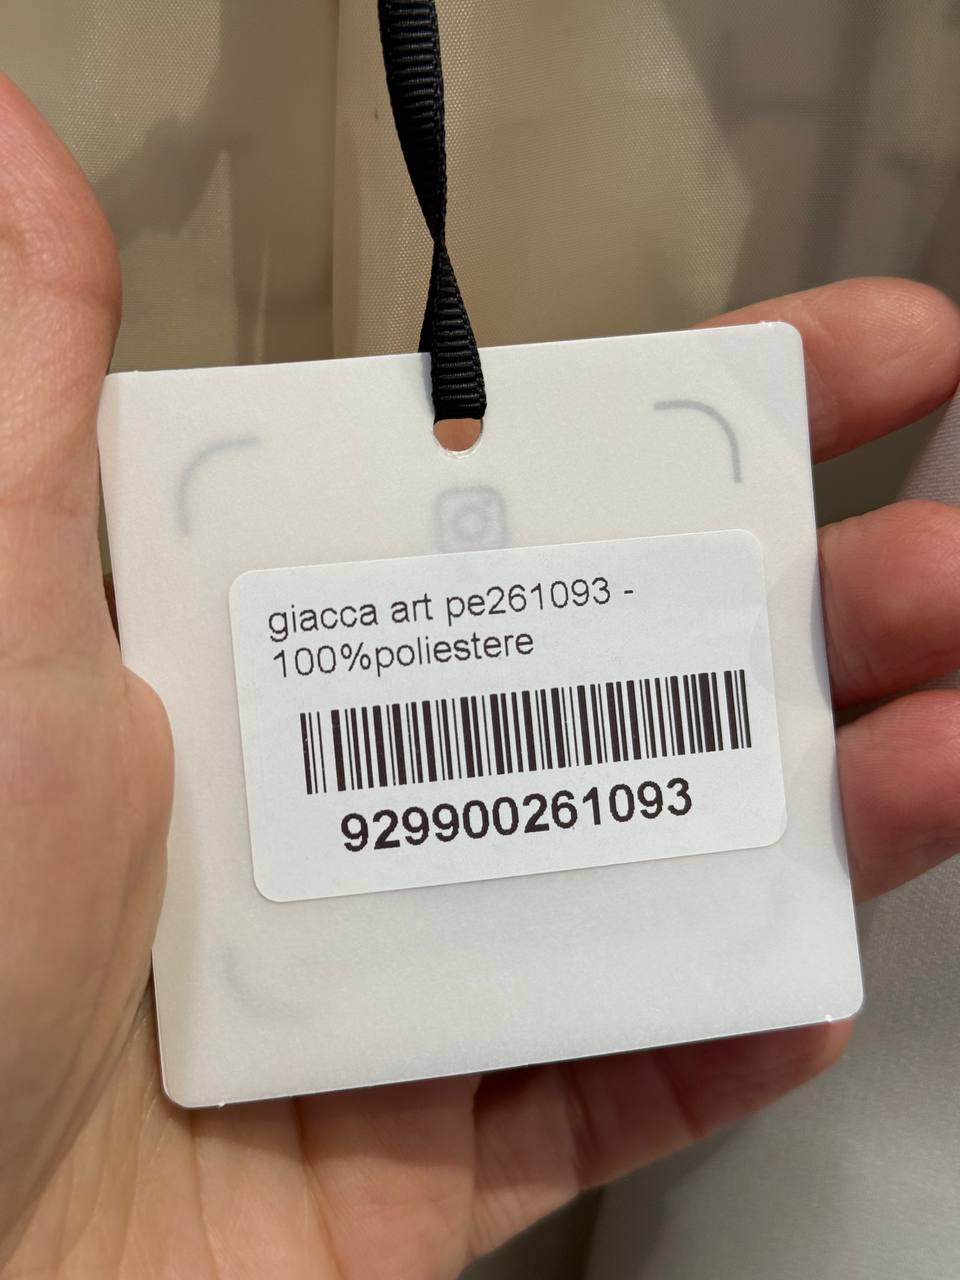 giacca art pe261093 -
100%poliestere
929900261093